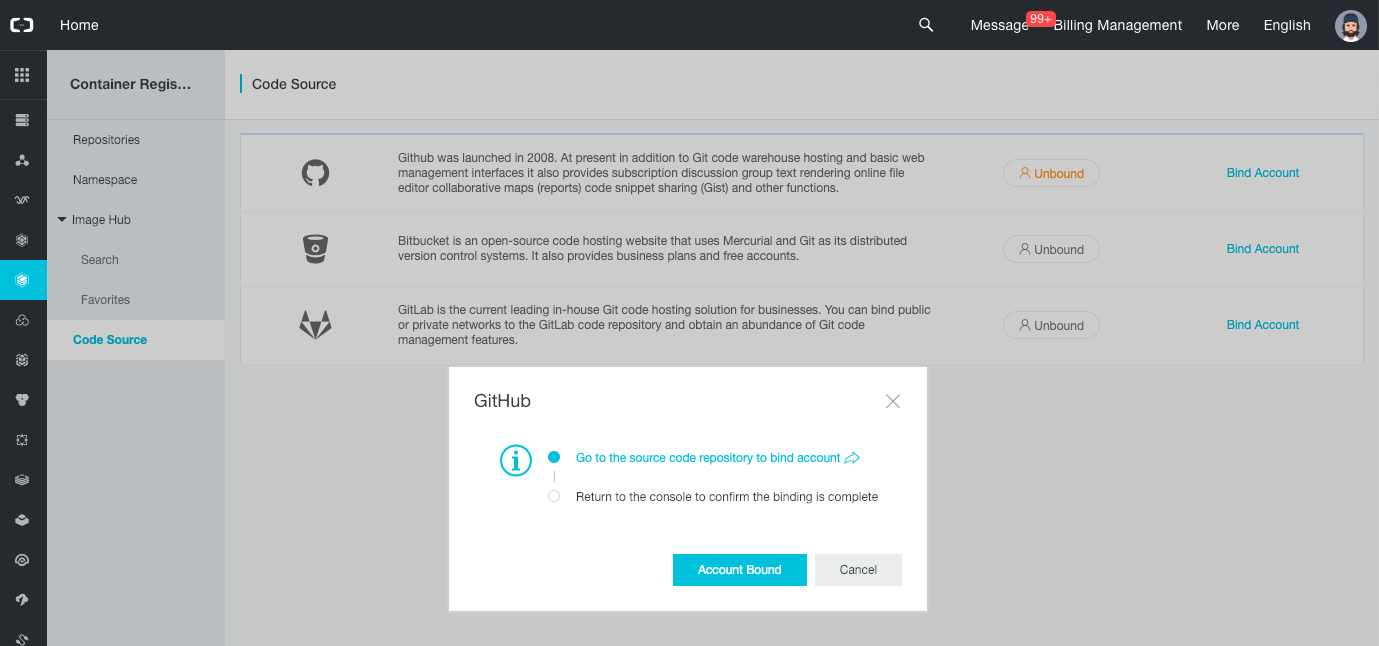 Home
Message
99+
Billing Management
More
English
Container Regis...
Code Source
Repositories
Namespace
Image Hub
Search
Favorites
Code Source
Github was launched in 2008. At present in addition to Git code warehouse hosting and basic web
management interfaces it also provides subscription discussion group text rendering online file
editor collaborative maps (reports) code snippet sharing (Gist) and other functions.
Unbound
Bind Account
Bitbucket is an open-source code hosting website that uses Mercurial and Git as its distributed
version control systems. It also provides business plans and free accounts.
Unbound
Bind Account
GitLab is the current leading in-house Git code hosting solution for businesses. You can bind public
or private networks to the GitLab code repository and obtain an abundance of Git code
management features.
Unbound
Bind Account
GitHub
Go to the source code repository to bind account
Return to the console to confirm the binding is complete
Account Bound
Cancel